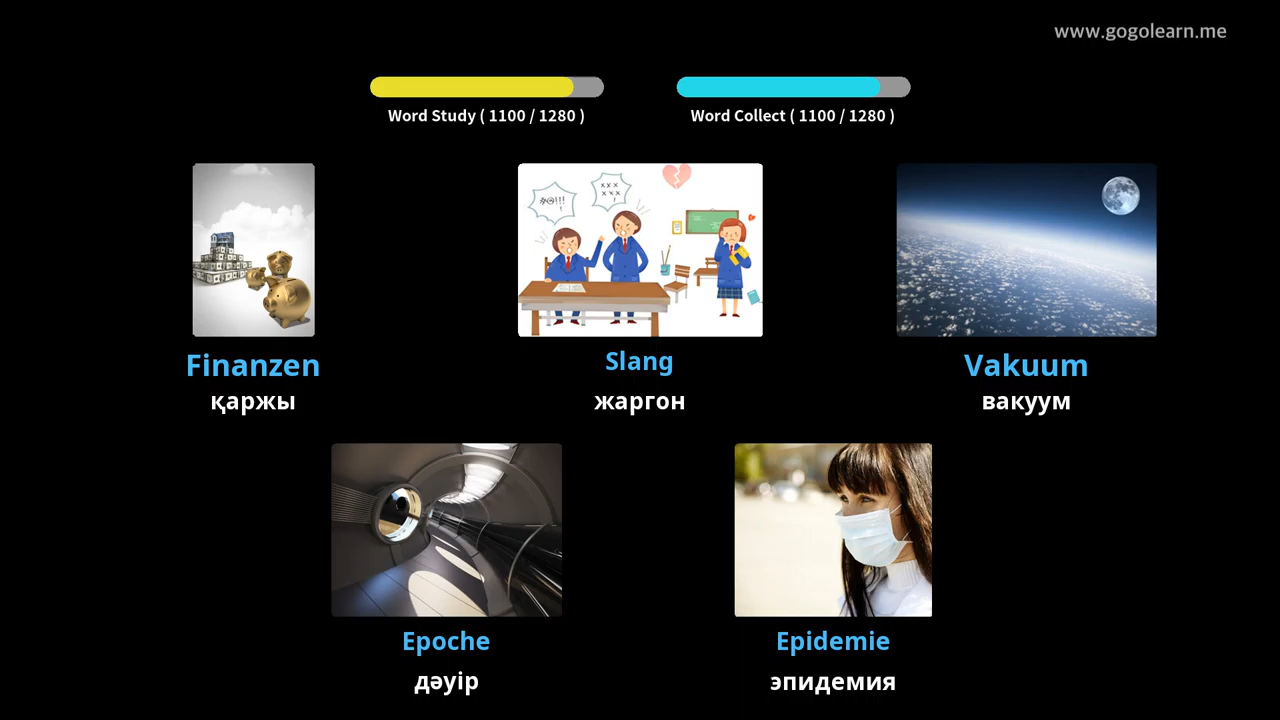 www.gogolearn.me
Word Study ( 1100 / 1280 )
Word Collect ( 1100 / 1280 )
Finanzen
қаржы
Slang
жаргон
Vakuum
вакуум
Epoche
дәуір
Epidemie
эпидемия